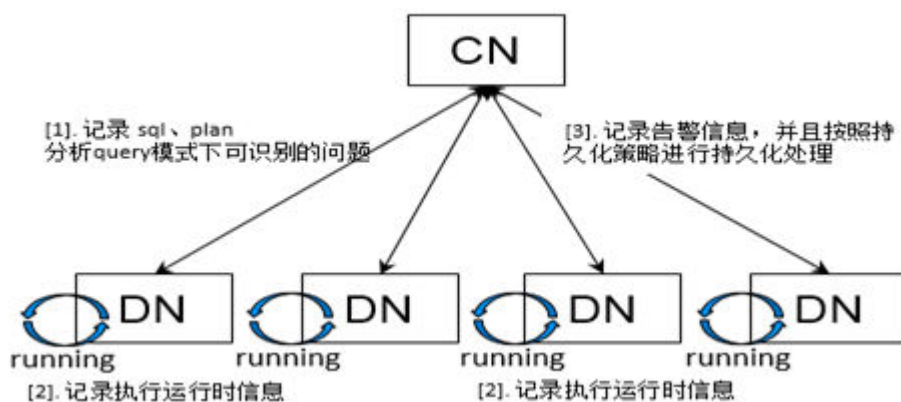 CN
[1]. 记录 sql、plan
分析query模式下可识别的问题
[3]. 记录告警信息，并且按照持
久化策略进行持久化处理
DN
DN
DN
DN
running
running
running
running
[2]. 记录执行运行时信息
[2]. 记录执行运行时信息